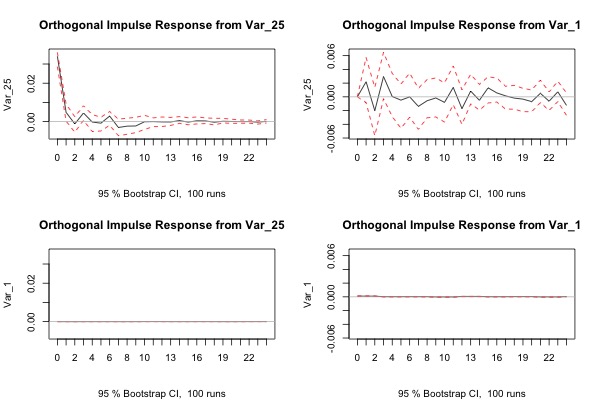 Orthogonal Impulse Response from Var_25
Var_25
0.00 0.02
0 2 4 6 8 10 13 16 19 22
95 % Bootstrap CI, 100 runs
Orthogonal Impulse Response from Var_1
Var_25
-0.006 0.000 0.006
0 2 4 6 8 10 13 16 19 22
95 % Bootstrap CI, 100 runs
Orthogonal Impulse Response from Var_25
Var_1
0.00 0.02
0 2 4 6 8 10 13 16 19 22
95 % Bootstrap CI, 100 runs
Orthogonal Impulse Response from Var_1
Var_1
-0.006 0.000 0.006
0 2 4 6 8 10 13 16 19 22
95 % Bootstrap CI, 100 runs